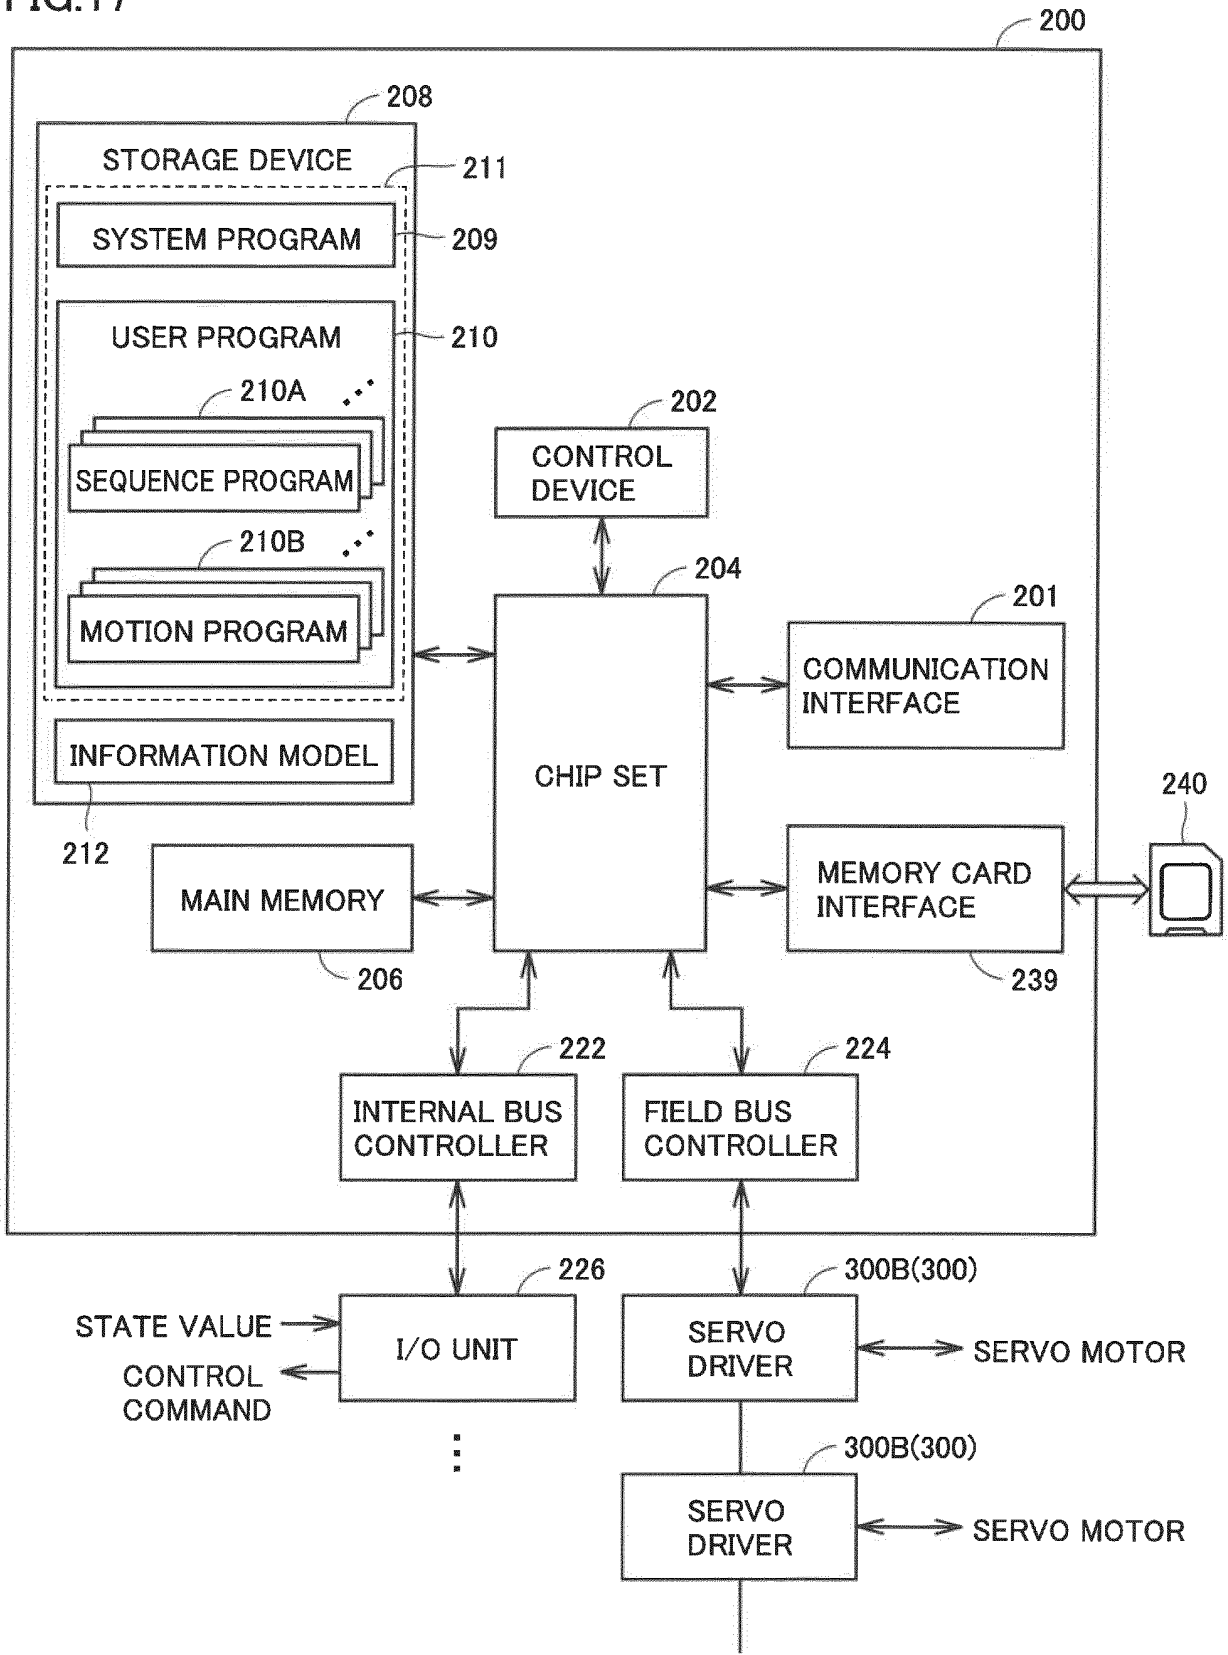 FIG.17
200
208
STORAGE DEVICE
211
SYSTEM PROGRAM
209
USER PROGRAM
210
210A
SEQUENCE PROGRAM
210B
MOTION PROGRAM
INFORMATION MODEL
212
202
CONTROL
DEVICE
204
CHIP SET
201
COMMUNICATION
INTERFACE
240
MEMORY CARD
INTERFACE
239
MAIN MEMORY
206
222
INTERNAL BUS
CONTROLLER
224
FIELD BUS
CONTROLLER
226
I/O UNIT
STATE VALUE
CONTROL
COMMAND
300B(300)
SERVO
DRIVER
SERVO MOTOR
300B(300)
SERVO
DRIVER
SERVO MOTOR